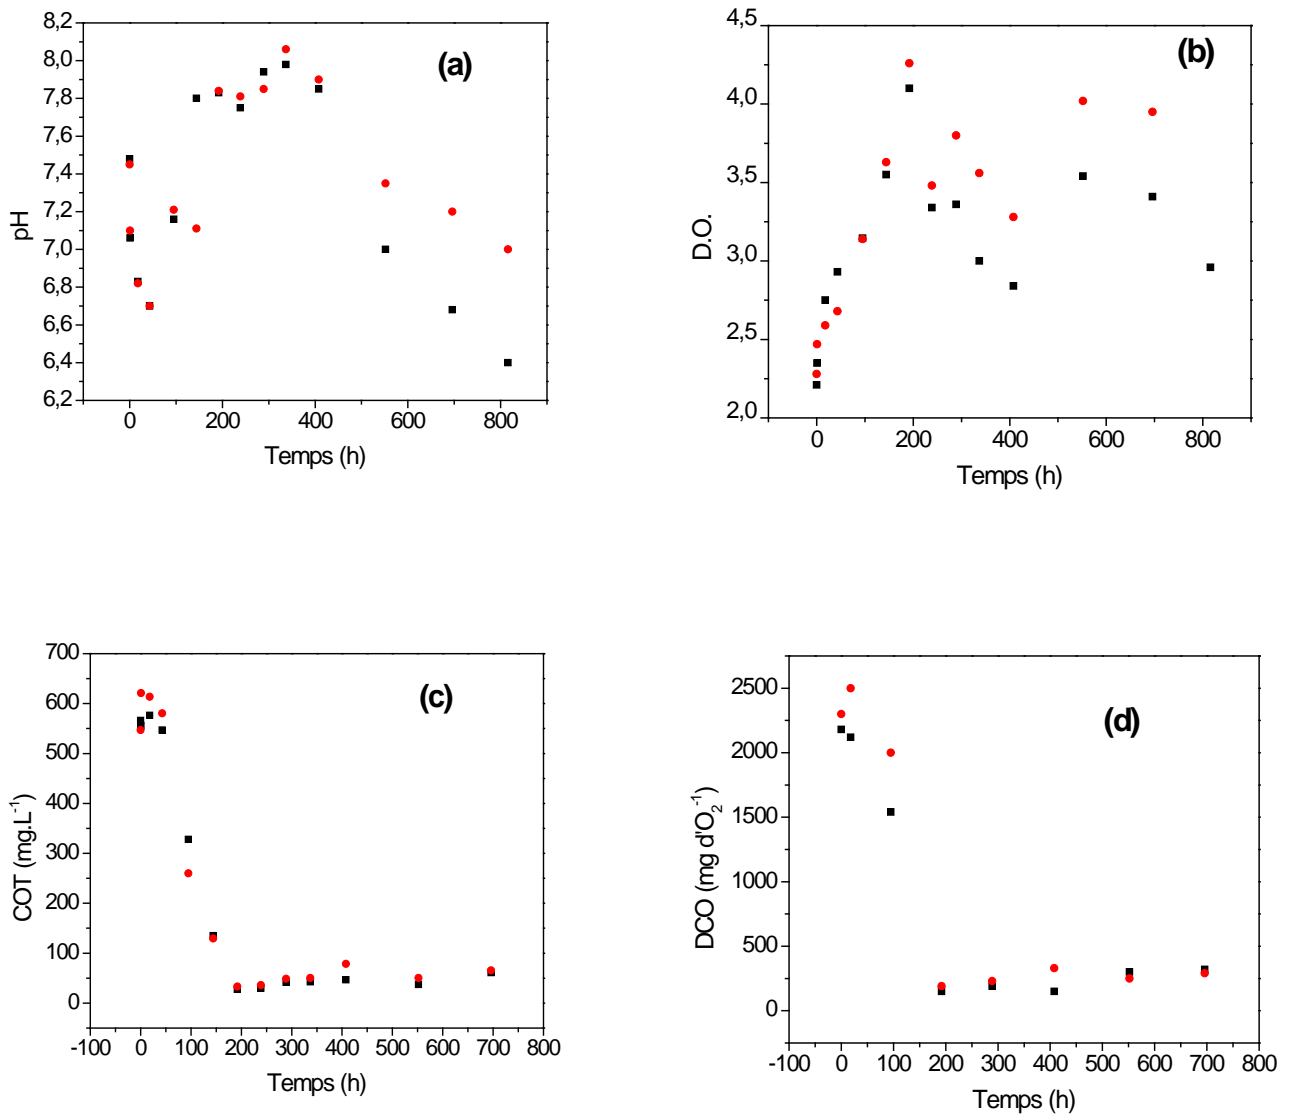 (a)
8,2
8,0
7,8
7,6
7,4
7,2
7,0
6,8
6,6
6,4
6,2
pH
0 200 400 600 800
Temps (h)
(b)
4,5
4,0
3,5
3,0
2,5
2,0
D.O.
0 200 400 600 800
Temps (h)
(c)
700
600
500
400
300
200
100
0
COT (mg.L⁻¹)
-100 0 100 200 300 400 500 600 700 800
Temps (h)
(d)
2500
2000
1500
1000
500
0
DCO (mg d'O₂⁻¹)
-100 0 100 200 300 400 500 600 700 800
Temps (h)